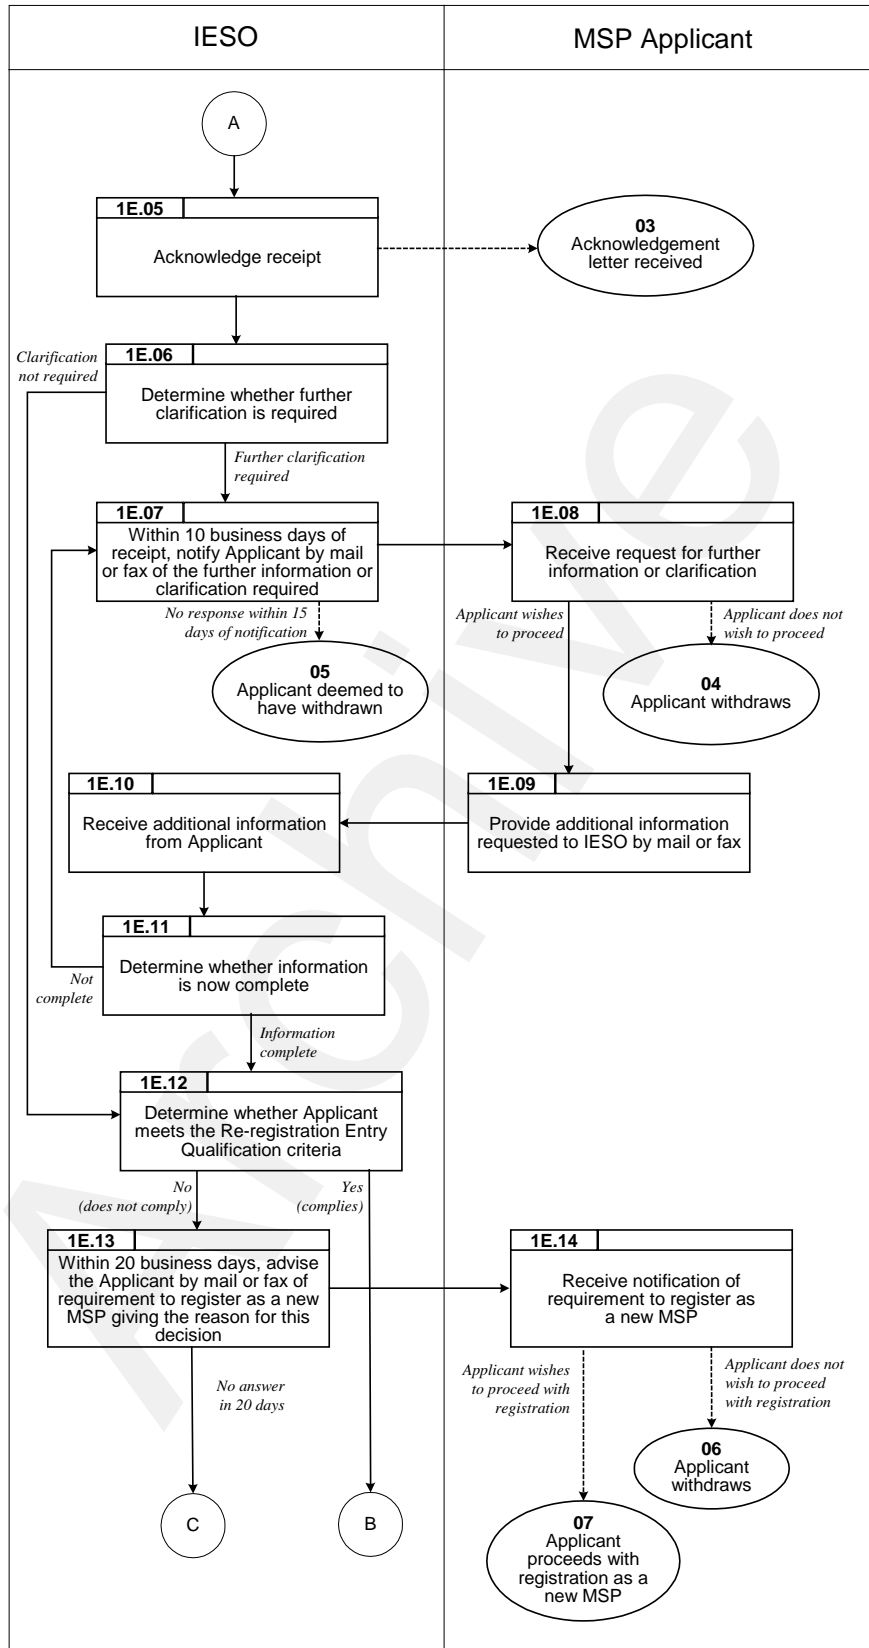 IESO
MSP Applicant
A
1E.05
Acknowledge receipt
03
Acknowledgement
letter received
Clarification
not required
1E.06
Determine whether further
clarification is required
Further clarification
required
1E.07
Within 10 business days of
receipt, notify Applicant by mail
or fax of the further information or
clarification required
1E.08
Receive request for further
information or clarification
No response within 15
days of notification
Applicant wishes
to proceed
Applicant does not
wish to proceed
05
Applicant deemed to
have withdrawn
04
Applicant withdraws
1E.10
Receive additional information
from Applicant
1E.09
Provide additional information
requested to IESO by mail or fax
1E.11
Determine whether information
is now complete
Not
complete
Information
complete
1E.12
Determine whether Applicant
meets the Re-registration Entry
Qualification criteria
No
(does not comply)
Yes
(complies)
1E.13
Within 20 business days, advise
the Applicant by mail or fax of
requirement to register as a new
MSP giving the reason for this
decision
1E.14
Receive notification of
requirement to register as
a new MSP
No answer
in 20 days
Applicant wishes
to proceed with
registration
Applicant does not
wish to proceed
with registration
06
Applicant
withdraws
C
B
07
Applicant
proceeds with
registration as a
new MSP
Archive